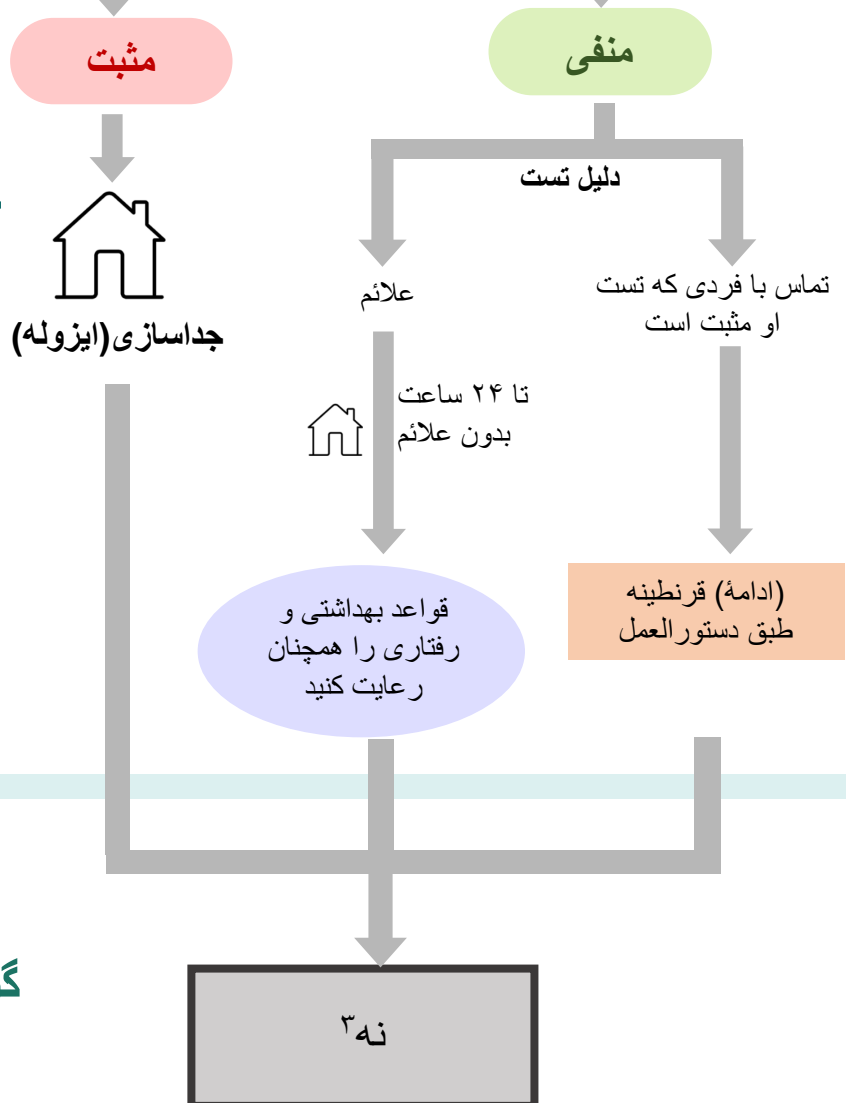 منفی
مثبت
دلیل تست
تماس با فردی که تست
او مثبت است
علائم
جداسازی(ایزوله)
تا ۲۴ ساعت
بدون علائم
(ادامۀ) قرنطینه
طبق دستورالعمل
قواعد بهداشتی و
رفتاری را همچنان
رعایت کنید
نه۳